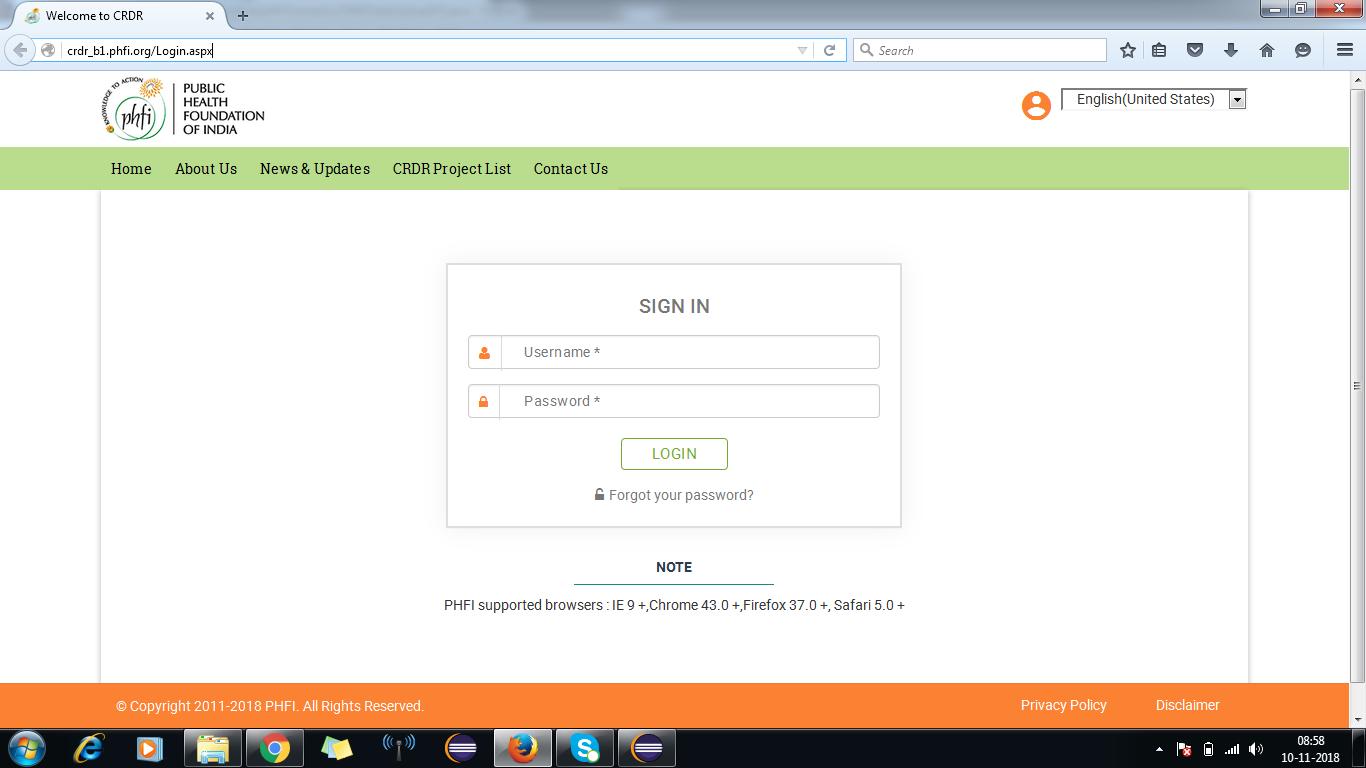 Welcome to CRDR
crdr_b1.phfi.org/Login.aspx
Search
KNOWLEDGE TO ACTION
phfi
PUBLIC
HEALTH
FOUNDATION
OF INDIA
English(United States)
Home About Us News & Updates CRDR Project List Contact Us
SIGN IN
Username *
Password *
LOGIN
Forgot your password?
NOTE
PHFI supported browsers : IE 9 +,Chrome 43.0 +,Firefox 37.0 +, Safari 5.0 +
© Copyright 2011-2018 PHFI. All Rights Reserved. Privacy Policy Disclaimer
08:58
10-11-2018